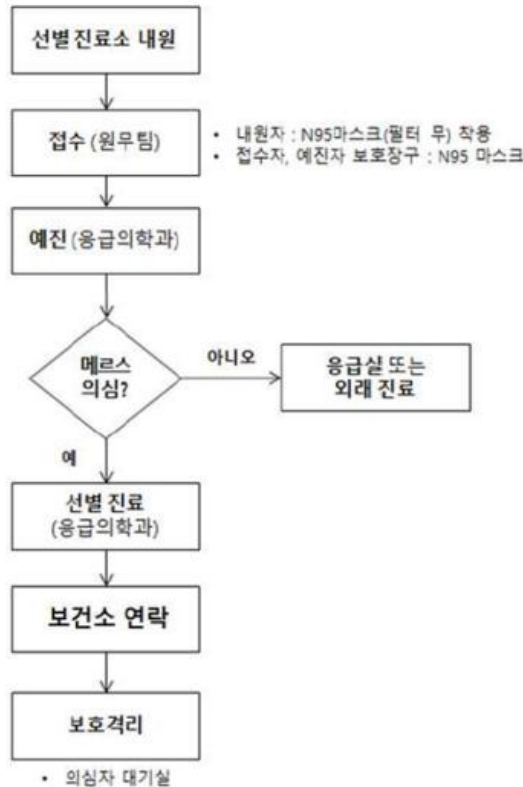 선별 진료소 내원
접수 (원무팀)
• 내원자 : N95마스크(필터 무) 착용
• 접수자, 예진자 보호장구 : N95 마스크
예진 (응급의학과)
메르스
의심?
아니오
응급실 또는
외래 진료
예
선별 진료
(응급의학과)
보건소 연락
보호격리
• 의심자 대기실